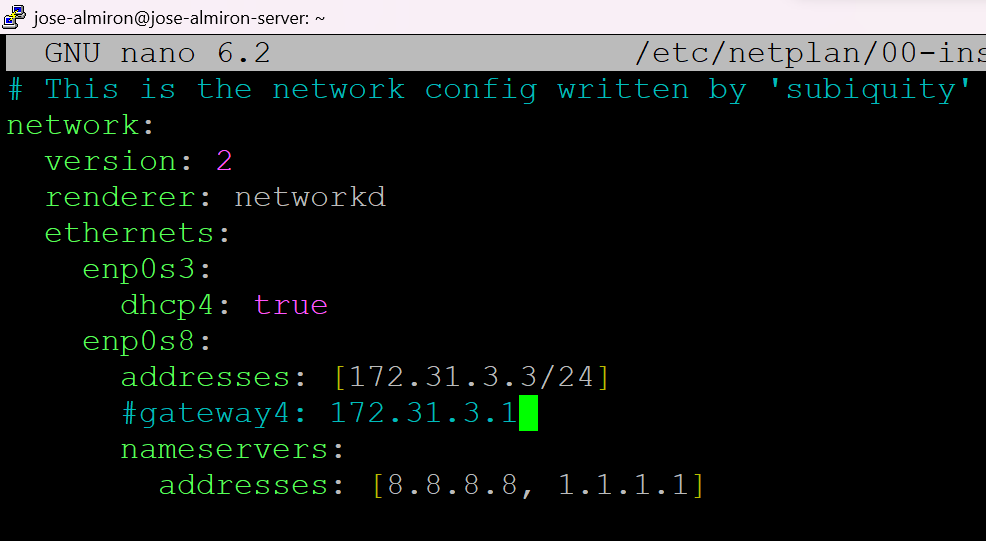 jose-almiron@jose-almiron-server: ~
GNU nano 6.2 /etc/netplan/00-ins
# This is the network config written by 'subiquity'
network:
  version: 2
  renderer: networkd
  ethernets:
    enp0s3:
      dhcp4: true
    enp0s8:
      addresses: [172.31.3.3/24]
      #gateway4: 172.31.3.1
      nameservers:
        addresses: [8.8.8.8, 1.1.1.1]